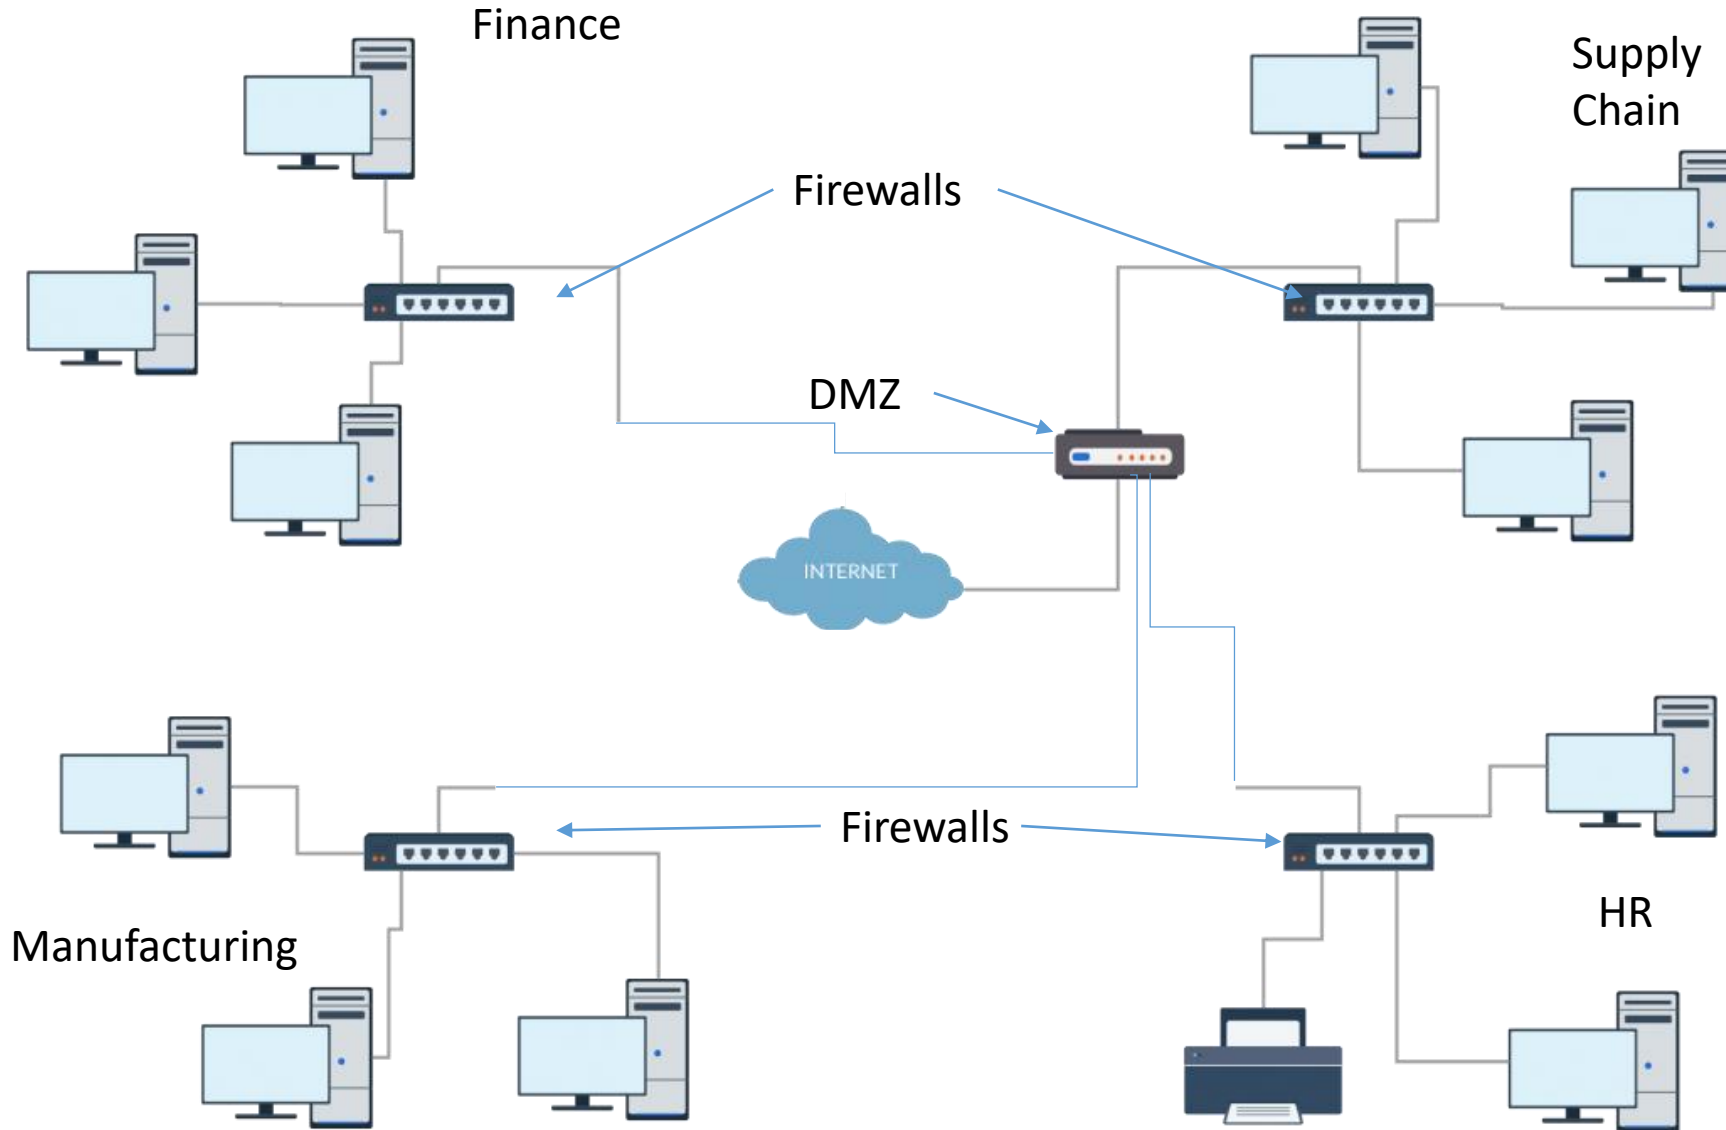 Finance
Supply
Chain
Firewalls
DMZ
INTERNET
Firewalls
HR
Manufacturing